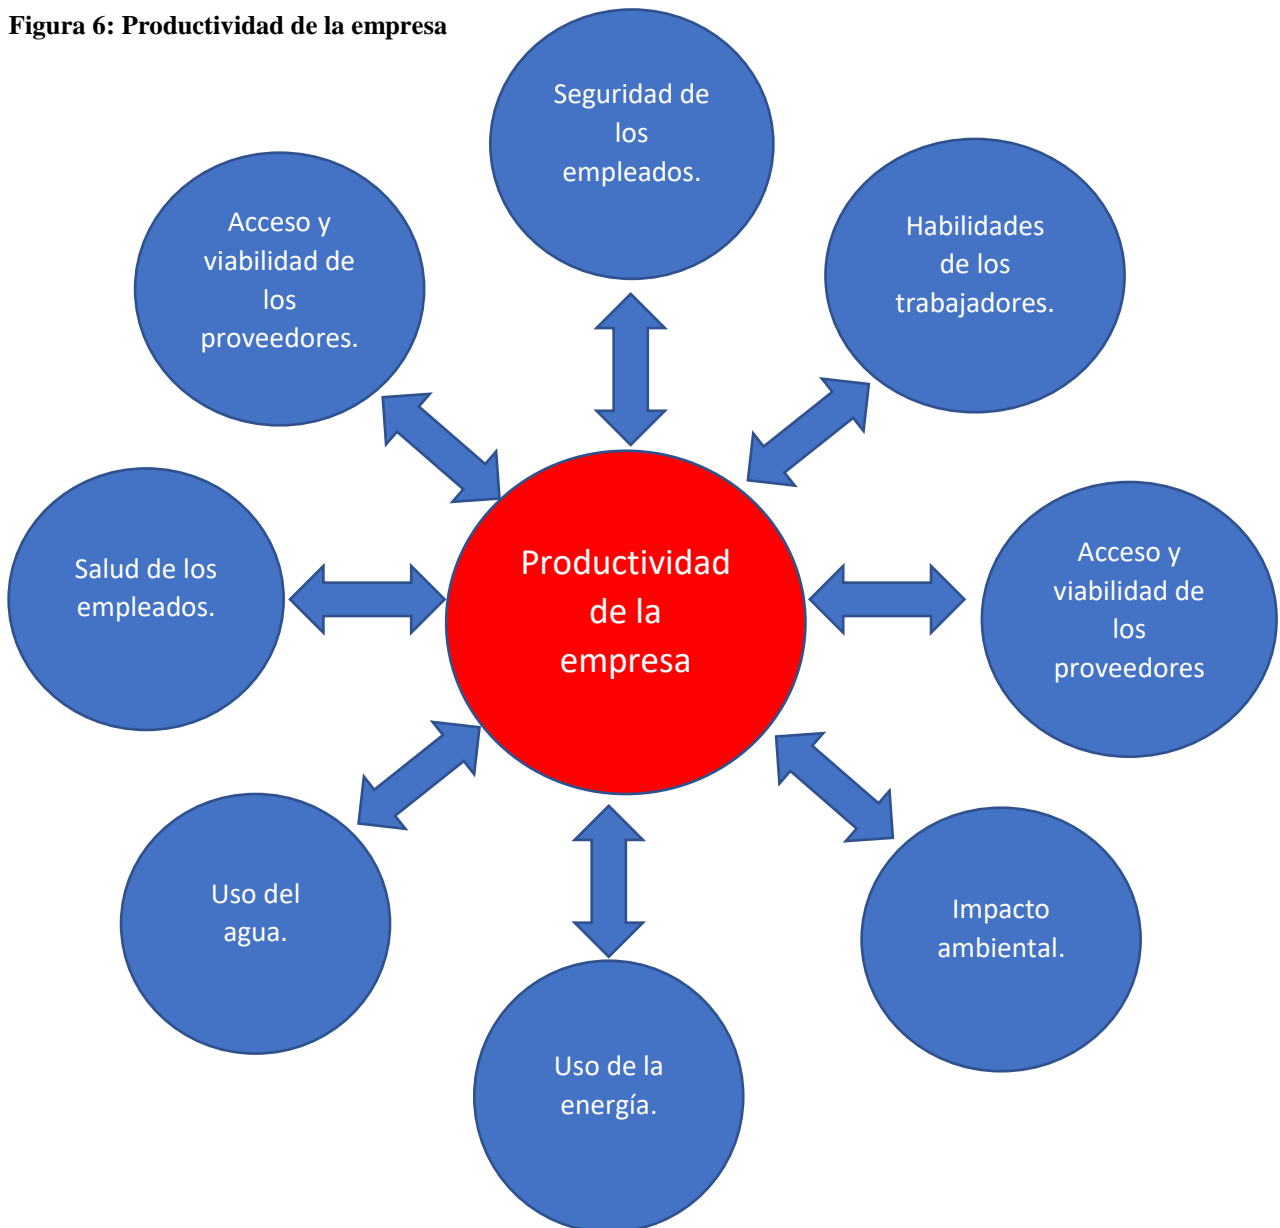 Figura 6: Productividad de la empresa
Seguridad de
los
empleados.
Acceso y
viabilidad de
los
proveedores.
Habilidades
de los
trabajadores.
Salud de los
empleados.
Productividad
de la
empresa
Acceso y
viabilidad de
los
proveedores
Uso del
agua.
Impacto
ambiental.
Uso de la
energía.